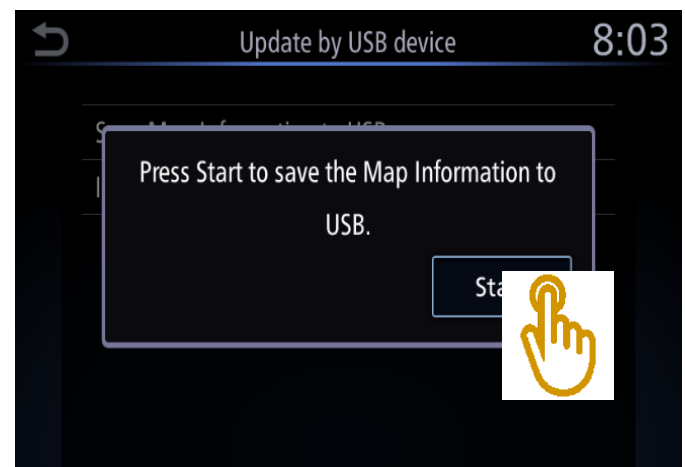 Update by USB device
8:03
Press Start to save the Map Information to
USB.